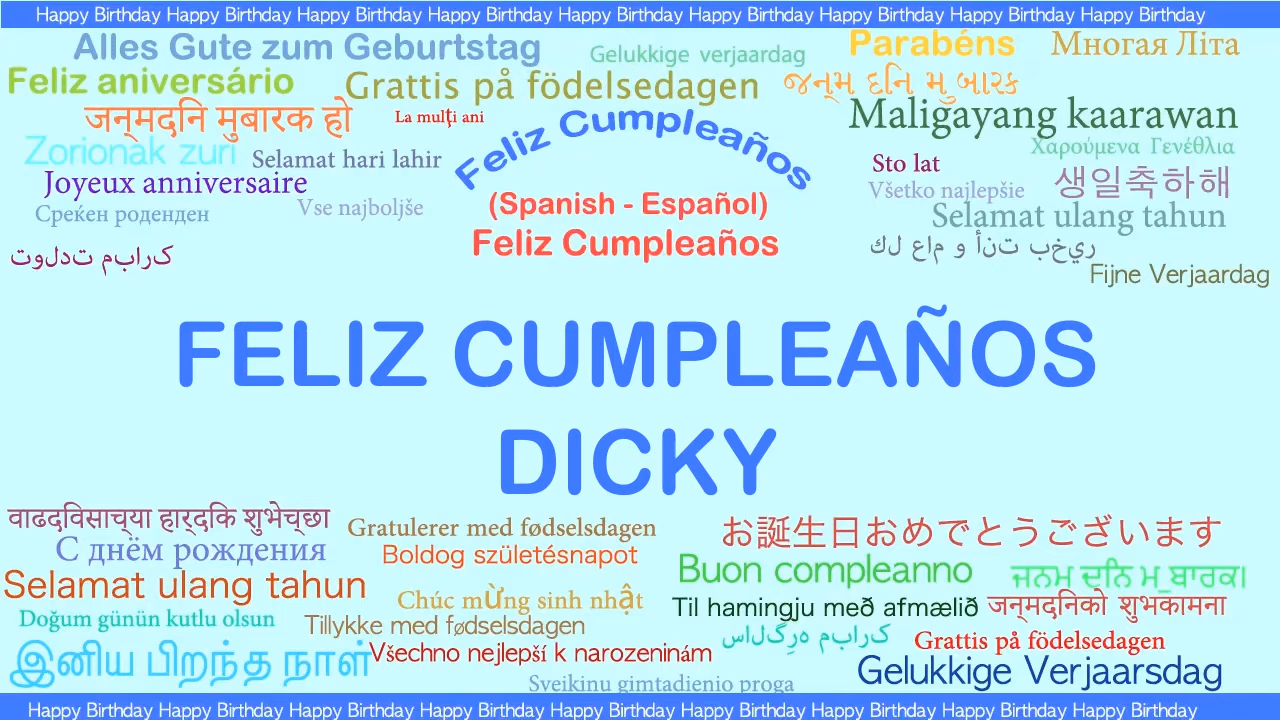 Happy Birthday Happy Birthday Happy Birthday Happy Birthday Happy Birthday Happy Birthday Happy Birthday Happy Birthday Happy Birthday
Alles Gute zum Geburtstag
Gelukkige verjaardag
Parabéns
Многая Літа
Feliz aniversário
Grattis på födelsedagen
જન્મ દિન મુબારક
जन्मदिन मुबारक हो
La mulţi ani
Feliz Cumpleaños
Maligayang kaarawan
Zorionak zuri
Selamat hari lahir
Sto lat
Χαρούμενα Γενέθλια
Joyeux anniversaire
(Spanish - Español)
Všetko najlepšie
생일축하해
Среќен роденден
Vse najboljše
Selamat ulang tahun
Feliz Cumpleaños
تولدت مبارک
كل عام و أنت بخير
Fijne Verjaardag
FELIZ CUMPLEAÑOS
DICKY
वाढदिवसाच्या हार्दिक शुभेच्छा
Gratulerer med fødselsdagen
お誕生日おめでとうございます
С днём рождения
Boldog születésnapot
Buon compleanno
ਜਨਮ ਦਿਨ ਮੁਬਾਰਕ।
Selamat ulang tahun
Chúc mừng sinh nhật
Til hamingju með afmælið
जन्मदिनको शुभकामना
Doğum günün kutlu olsun
Tillykke med fødselsdagen
سالگرہ مبارک
Grattis på födelsedagen
இனிய பிறந்த நாள்
Všechno nejlepší k narozeninám
Gelukkige Verjaarsdag
Sveikinu gimtadienio proga
Happy Birthday Happy Birthday Happy Birthday Happy Birthday Happy Birthday Happy Birthday Happy Birthday Happy Birthday Happy Birthday